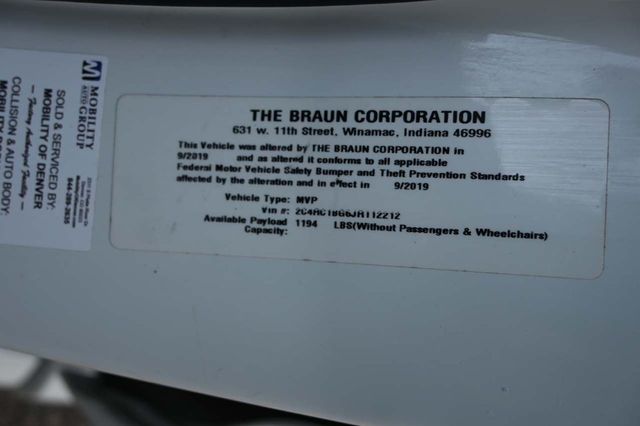 THE BRAUN CORPORATION
631 w. 11th Street, Winamac, Indiana 46996
This Vehicle was altered by THE BRAUN CORPORATION in
9/2019 and as altered it conforms to all applicable
Federal Motor Vehicle Safety Bumper and Theft Prevention Standards
affected by the alteration and in effect in 9/2019
Vehicle Type: MVP
Vin #:
Available Payload 1194 LBS(Without Passengers & Wheelchairs)
Capacity:
M
MOBILITY
AUTO GROUP
SOLD & SERVICED BY:
MOBILITY OF DENVER
COLLISION & AUTO BODY: